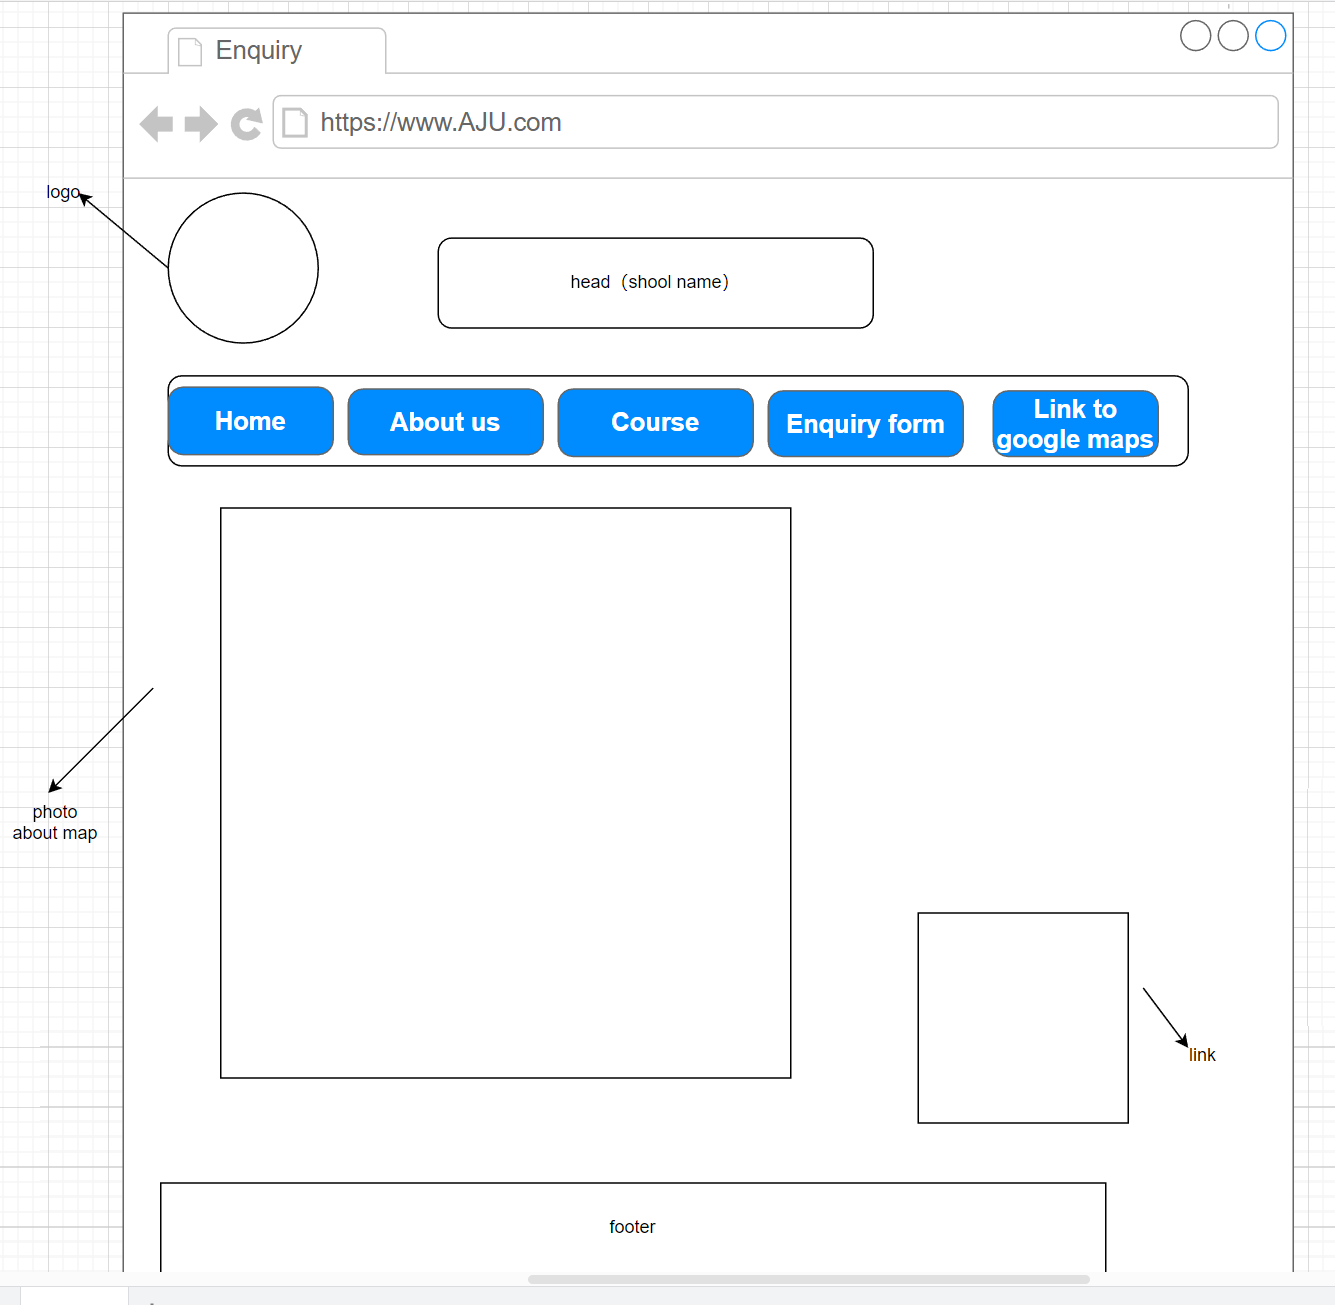 Enquiry
https://www.AJU.com
logo
head（shool name）
Home
About us
Course
Enquiry form
Link to
google maps
photo
about map
link
footer